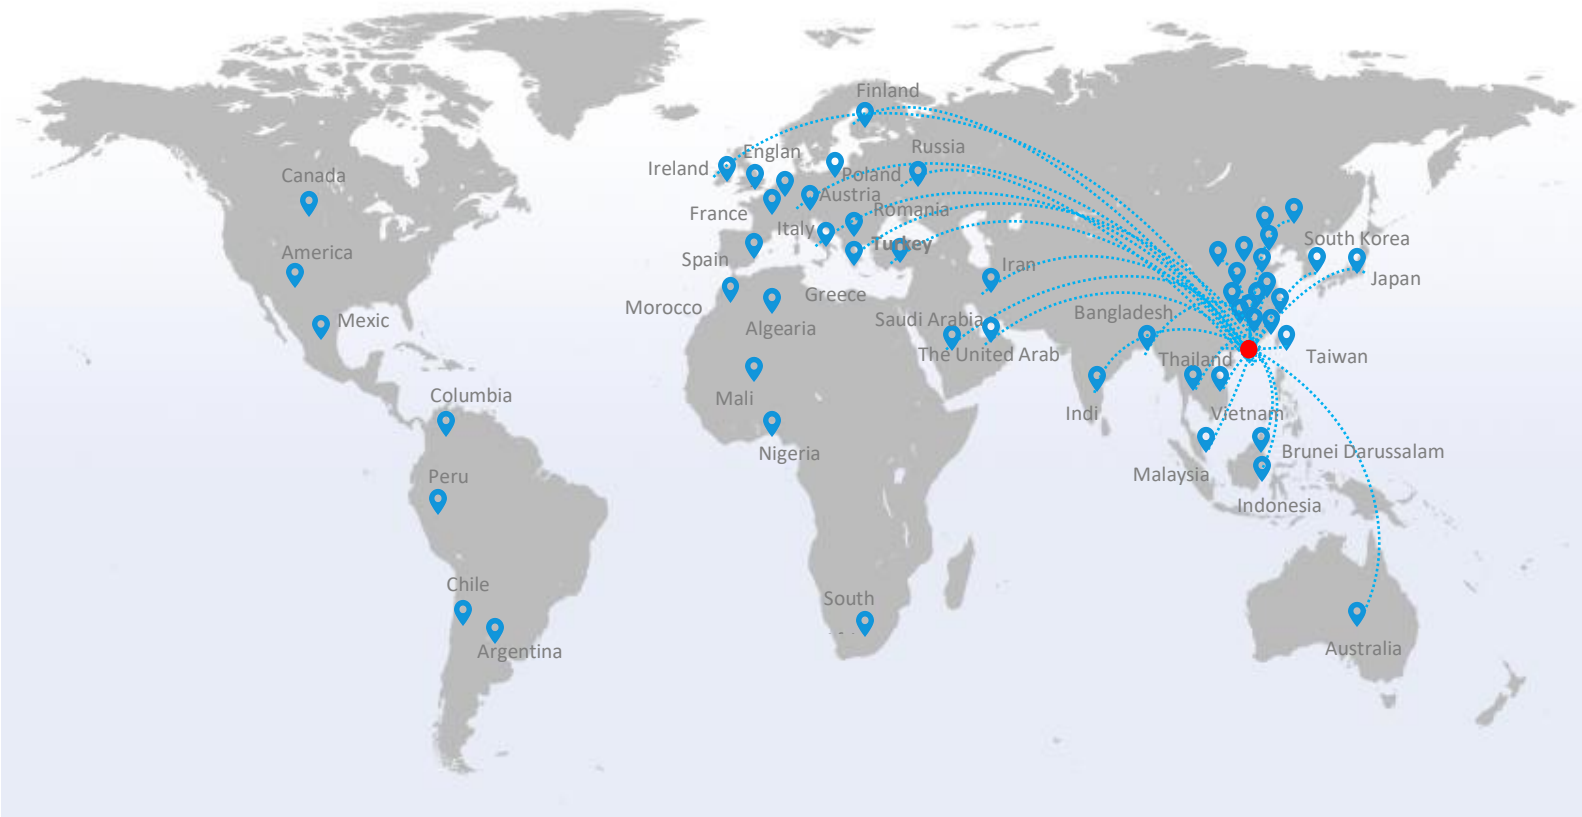 Finland
Russia
Englan
Ireland
Poland
Canada
Austria
France
Romania
Italy
South Korea
Turkey
America
Spain
Iran
Japan
Greece
Morocco
Bangladesh
Saudi Arabia
Mexic
Algearia
The United Arab
Taiwan
Thailand
Columbia
Mali
Indi
Vietnam
Nigeria
Brunei Darussalam
Peru
Malaysia
Indonesia
Chile
South
Argentina
Australia